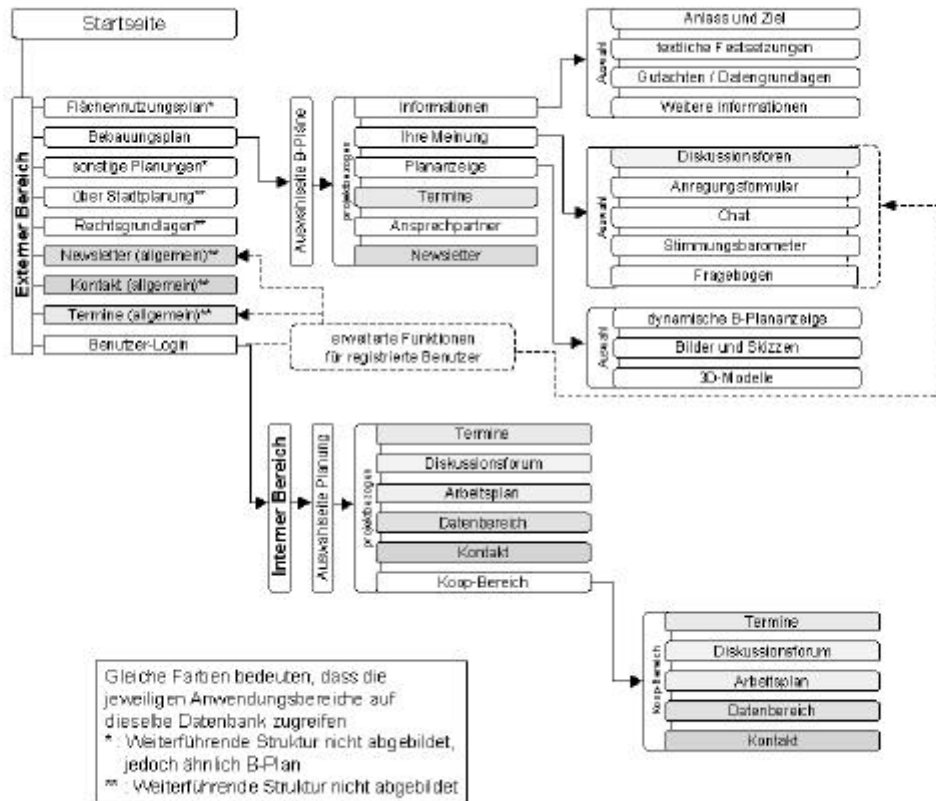 Startseite
Externer Bereich
Flächennutzungsplan*
Bebauungsplan
sonstige Planungen*
über Stadtplanung**
Rechtsgrundlagen**
Newsletter (allgemein)**
Kontakt (allgemein)**
Termine (allgemein)**
Benutzer-Login
Auswahlseite B-Pläne
projektbezogen
Informationen
Ihre Meinung
Plananzeige
Termine
Ansprechpartner
Newsletter
Auswahl
Anlass und Ziel
textliche Festsetzungen
Gutachten / Datengrundlagen
Weitere Informationen
Auswahl
Diskussionsforen
Anregungsformular
Chat
Stimmungsbarometer
Fragebogen
Auswahl
dynamische B-Plananzeige
Bilder und Skizzen
3D-Modelle
erweiterte Funktionen
für registrierte Benutzer
Interner Bereich
Auswahlseite Planung
projektbezogen
Termine
Diskussionsforum
Arbeitsplan
Datenbereich
Kontakt
Koop-Bereich
Koop-Bereich
Termine
Diskussionsforum
Arbeitsplan
Datenbereich
Kontakt
Gleiche Farben bedeuten, dass die
jeweiligen Anwendungsbereiche auf
dieselbe Datenbank zugreifen
* : Weiterführende Struktur nicht abgebildet,
jedoch ähnlich B-Plan
** : Weiterführende Struktur nicht abgebildet